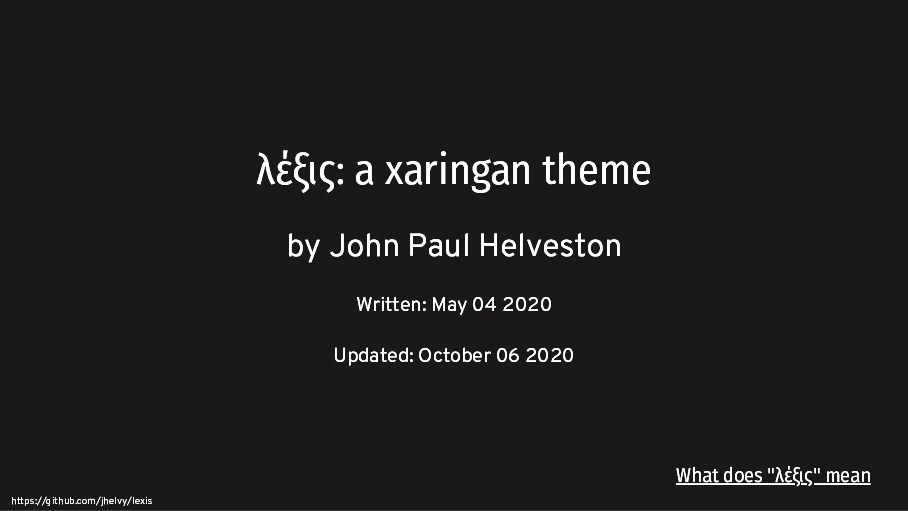 λέξις: a xaringan theme
by John Paul Helveston
Written: May 04 2020
Updated: October 06 2020
What does "λέξις" mean
https://github.com/jhelvy/lexis